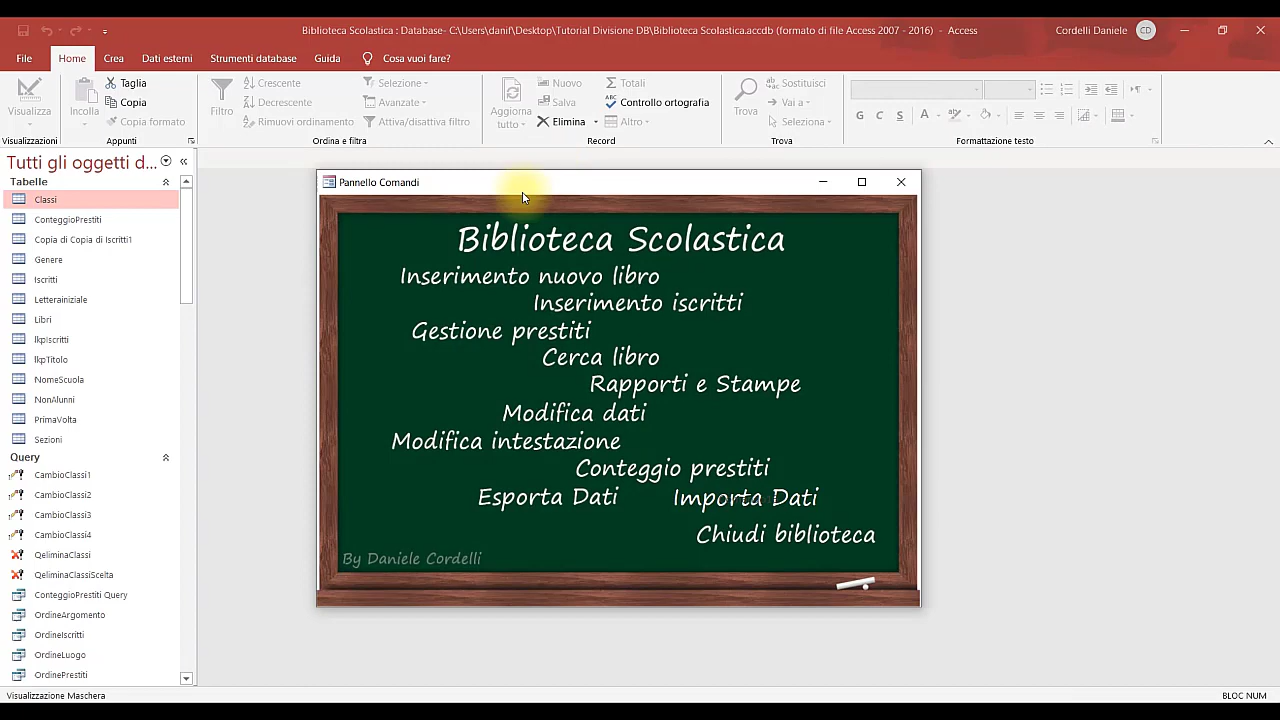 Biblioteca Scolastica : Database- C:\Users\danif\Desktop\Tutorial Divisione DB\Biblioteca Scolastica.accdb (formato di file Access 2007 - 2016) - Access
Cordelli Daniele
CD
File Home Crea Dati esterni Strumenti database Guida Cosa vuoi fare?
Visualizza
Visualizzazioni
Incolla
Taglia
Copia
Copia formato
Appunti
Filtro
Crescente
Decrescente
Rimuovi ordinamento
Selezione
Avanzate
Attiva/disattiva filtro
Ordina e filtra
Aggiorna
tutto
Nuovo
Salva
Elimina
Totali
Controllo ortografia
Altro
Record
Trova
Sostituisci
Vai a
Seleziona
Trova
G C S
A
Formattazione testo
Tutti gli oggetti d...
Tabelle
Classi
ConteggioPrestiti
Copia di Copia di Iscritti1
Genere
Iscritti
Letterainiziale
Libri
lkpIscritti
lkpTitolo
NomeScuola
NonAlunni
PrimaVolta
Sezioni
Query
CambioClassi1
CambioClassi2
CambioClassi3
CambioClassi4
QeliminaClassi
QeliminaClassiScelta
ConteggioPrestiti Query
OrdineArgomento
OrdineIscritti
OrdineLuogo
OrdinePrestiti
Pannello Comandi
Biblioteca Scolastica
Inserimento nuovo libro
Inserimento iscritti
Gestione prestiti
Cerca libro
Rapporti e Stampe
Modifica dati
Modifica intestazione
Conteggio prestiti
Esporta Dati Importa Dati
Chiudi biblioteca
By Daniele Cordelli
Visualizzazione Maschera
BLOC NUM